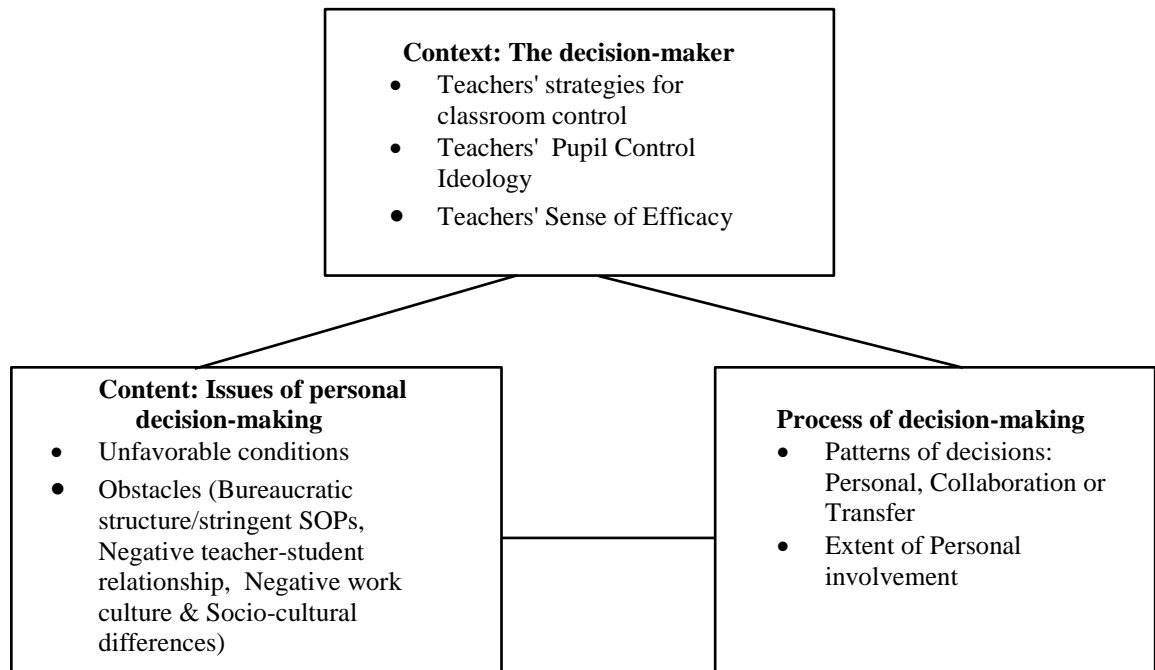 Context: The decision-maker
• Teachers' strategies for
classroom control
• Teachers' Pupil Control
Ideology
• Teachers' Sense of Efficacy
Content: Issues of personal
decision-making
• Unfavorable conditions
• Obstacles (Bureaucratic
structure/stringent SOPs,
Negative teacher-student
relationship, Negative work
culture & Socio-cultural
differences)
Process of decision-making
• Patterns of decisions:
Personal, Collaboration or
Transfer
• Extent of Personal
involvement